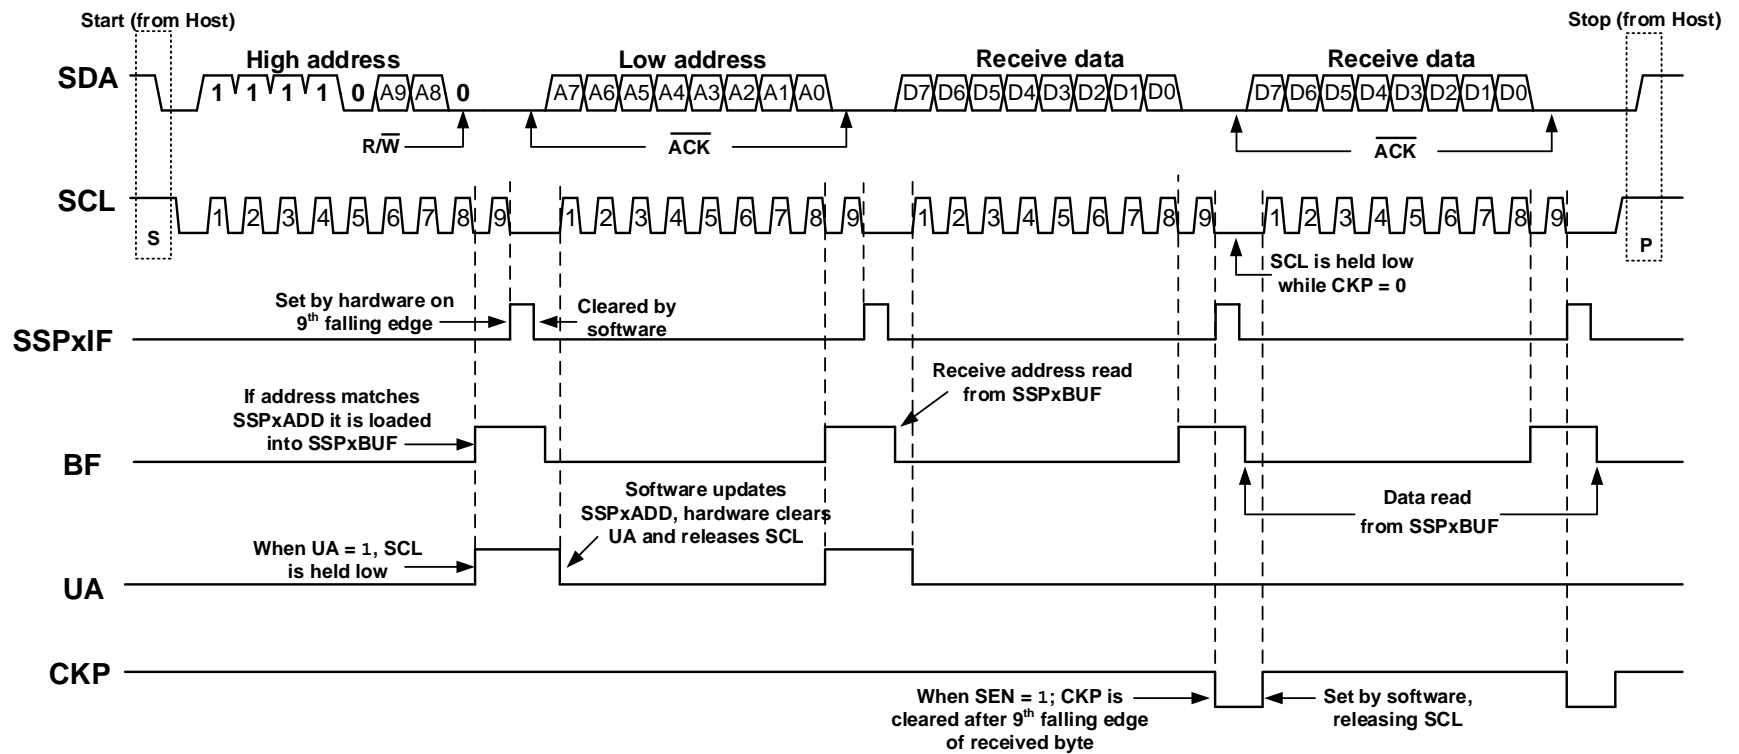 Start (from Host)
Stop (from Host)
High address
Low address
Receive data
Receive data
SDA
1 1 1 1 0 A9 A8 0
A7 A6 A5 A4 A3 A2 A1 A0
D7 D6 D5 D4 D3 D2 D1 D0
D7 D6 D5 D4 D3 D2 D1 D0
R/W̅
A̅C̅K̅
A̅C̅K̅
SCL
1 2 3 4 5 6 7 8 9
1 2 3 4 5 6 7 8 9
1 2 3 4 5 6 7 8 9
1 2 3 4 5 6 7 8 9
S
P
SCL is held low
while CKP = 0
Set by hardware on
9th falling edge
Cleared by
software
SSPxIF
Receive address read
from SSPxBUF
If address matches
SSPxADD it is loaded
into SSPxBUF
BF
Software updates
SSPxADD, hardware clears
UA and releases SCL
Data read
from SSPxBUF
When UA = 1, SCL
is held low
UA
CKP
When SEN = 1; CKP is
cleared after 9th falling edge
of received byte
Set by software,
releasing SCL